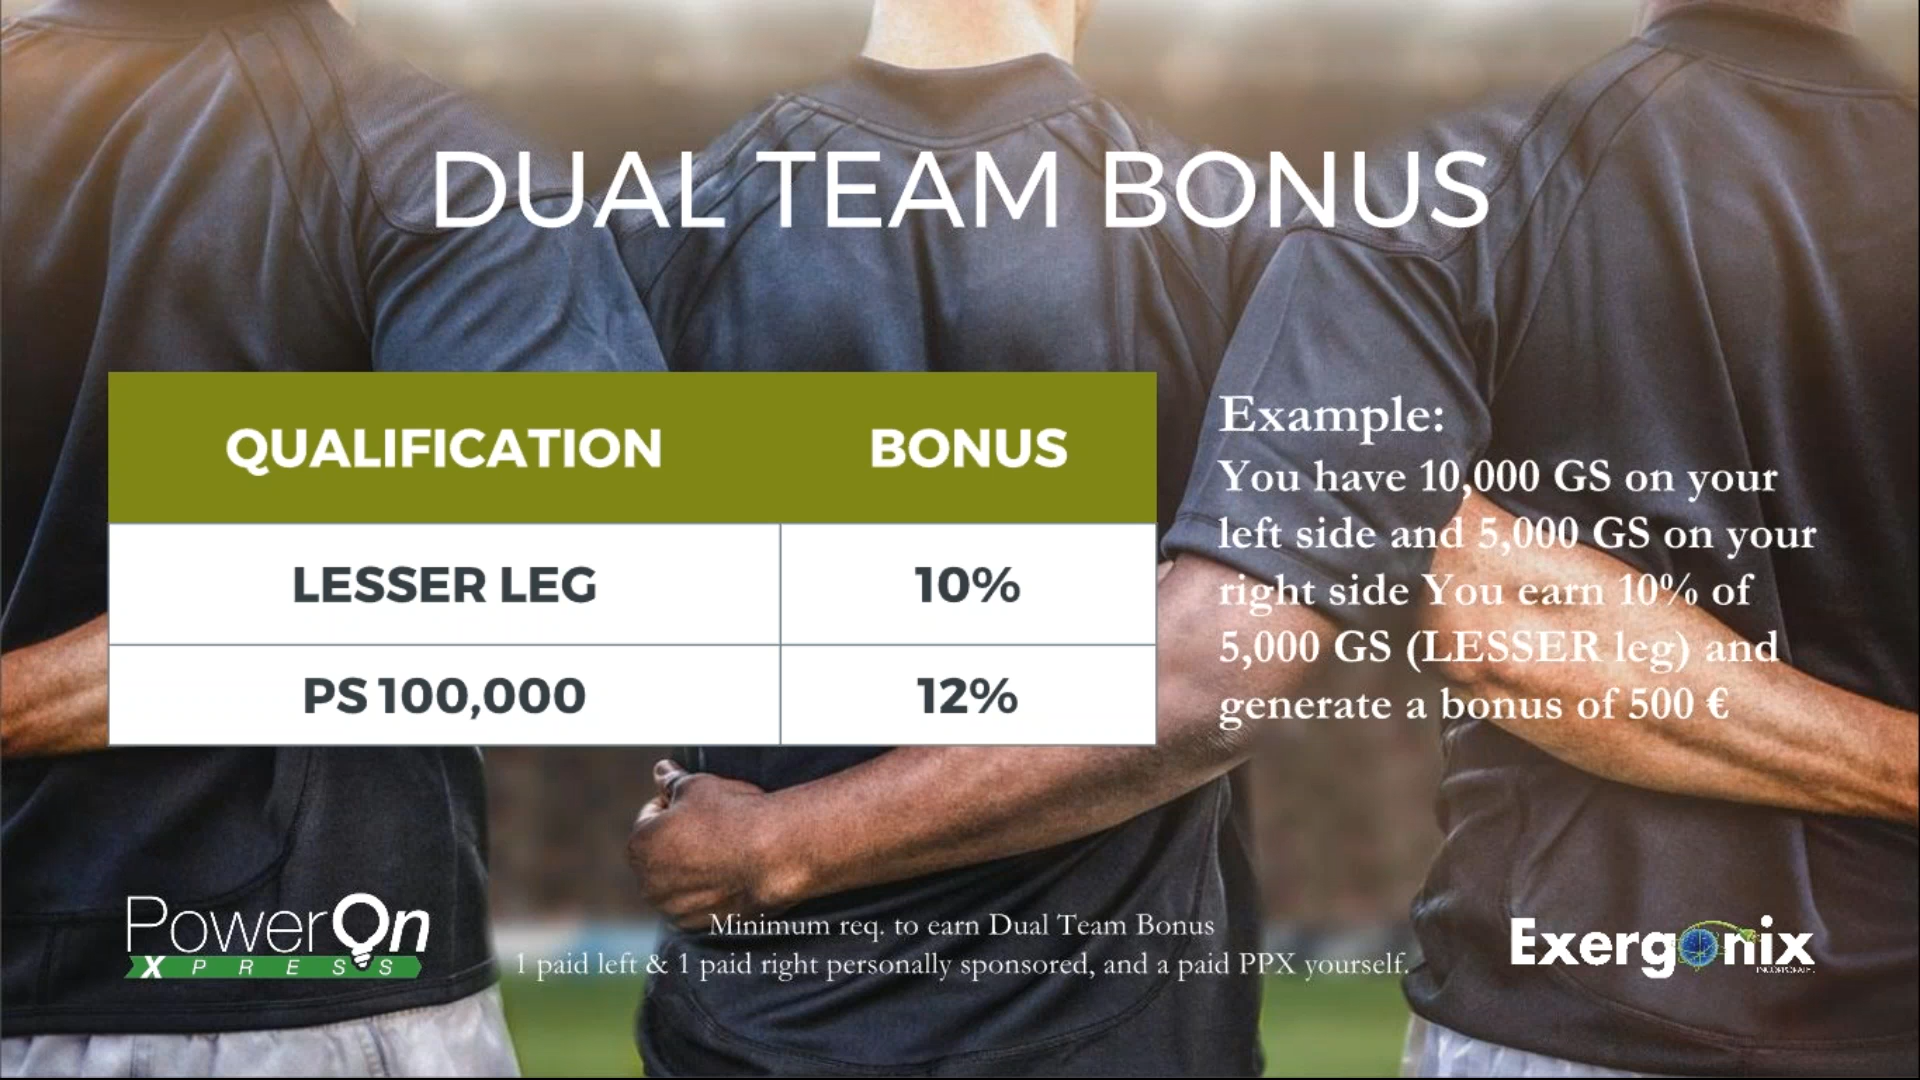 DUAL TEAM BONUS
QUALIFICATION BONUS
LESSER LEG 10%
PS 100,000 12%
Example:
You have 10,000 GS on your
left side and 5,000 GS on your
right side You earn 10% of
5,000 GS (LESSER leg) and
generate a bonus of 500 €
PowerOn
XPRESS
Minimum req. to earn Dual Team Bonus
1 paid left & 1 paid right personally sponsored, and a paid PPX yourself.
Exergonix